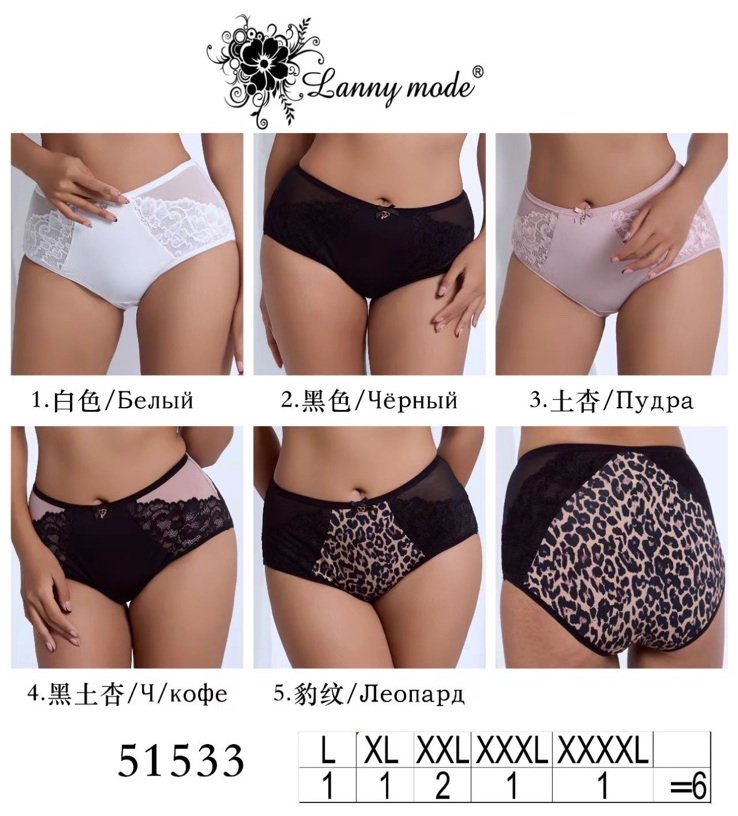 Lanny mode®
1.白色/Белый
2.黑色/Чёрный
3.土杏/Пудра
4.黑土杏/Ч/кофе
5.豹纹/Леопард
51533
L XL XXL XXXL XXXXL
1 1 2 1 1 =6